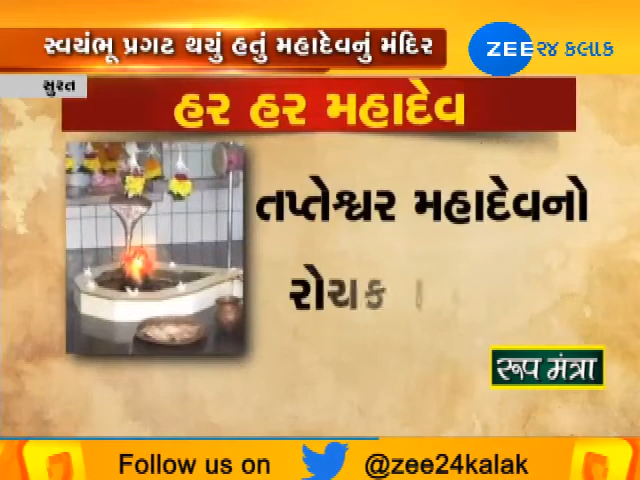 સ્વયંભૂ પ્રગટ થયું હતું મહાદેવનું મંદિર
ZEE ૨૪ કલાક
સુરત
હર હર મહાદેવ
તપ્તેશ્વર મહાદેવનો
રોચક
રૂપ મંત્રા
Follow us on @zee24kalak